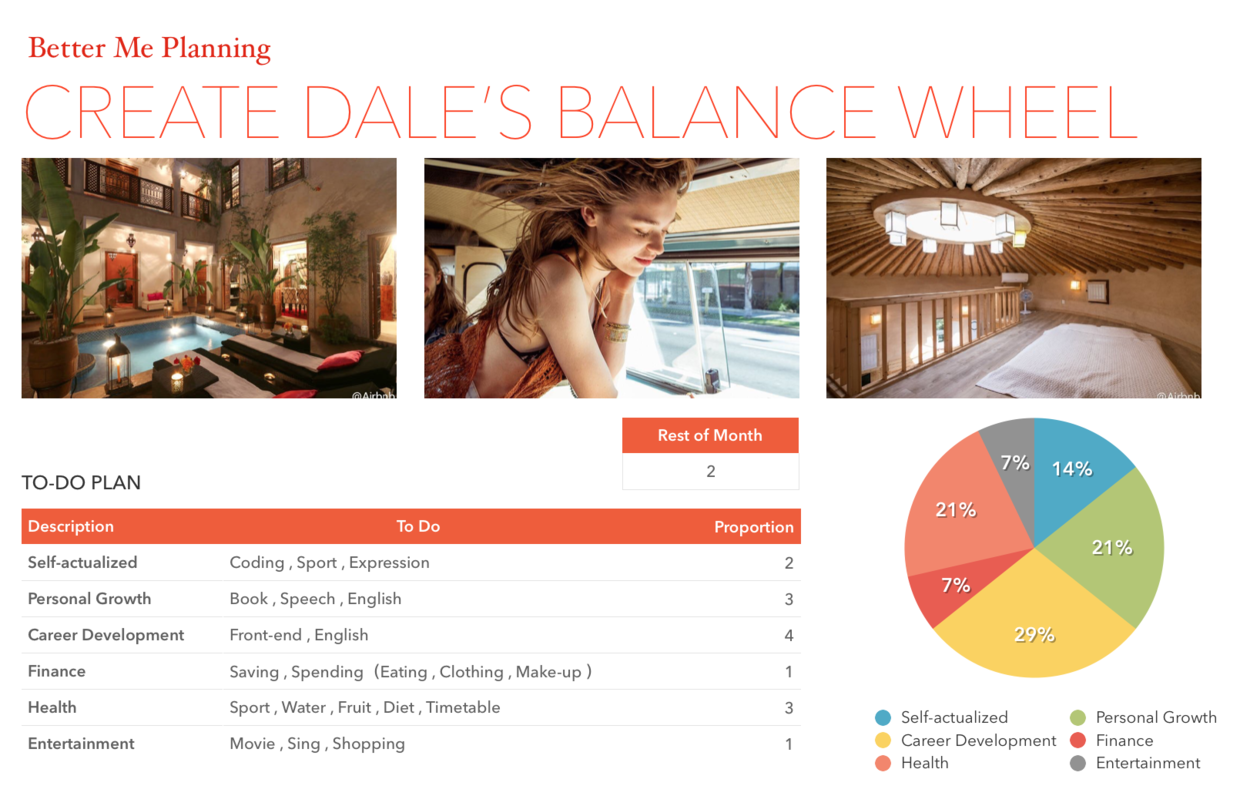 Better Me Planning
CREATE DALE'S BALANCE WHEEL
@Airbnb
@Airbnb
Rest of Month
2
TO-DO PLAN
Description To Do Proportion
Self-actualized Coding , Sport , Expression 2
Personal Growth Book , Speech , English 3
Career Development Front-end , English 4
Finance Saving , Spending (Eating , Clothing , Make-up ) 1
Health Sport , Water , Fruit , Diet , Timetable 3
Entertainment Movie , Sing , Shopping 1
7% 14%
21%
21%
7%
29%
Self-actualized Personal Growth
Career Development Finance
Health Entertainment